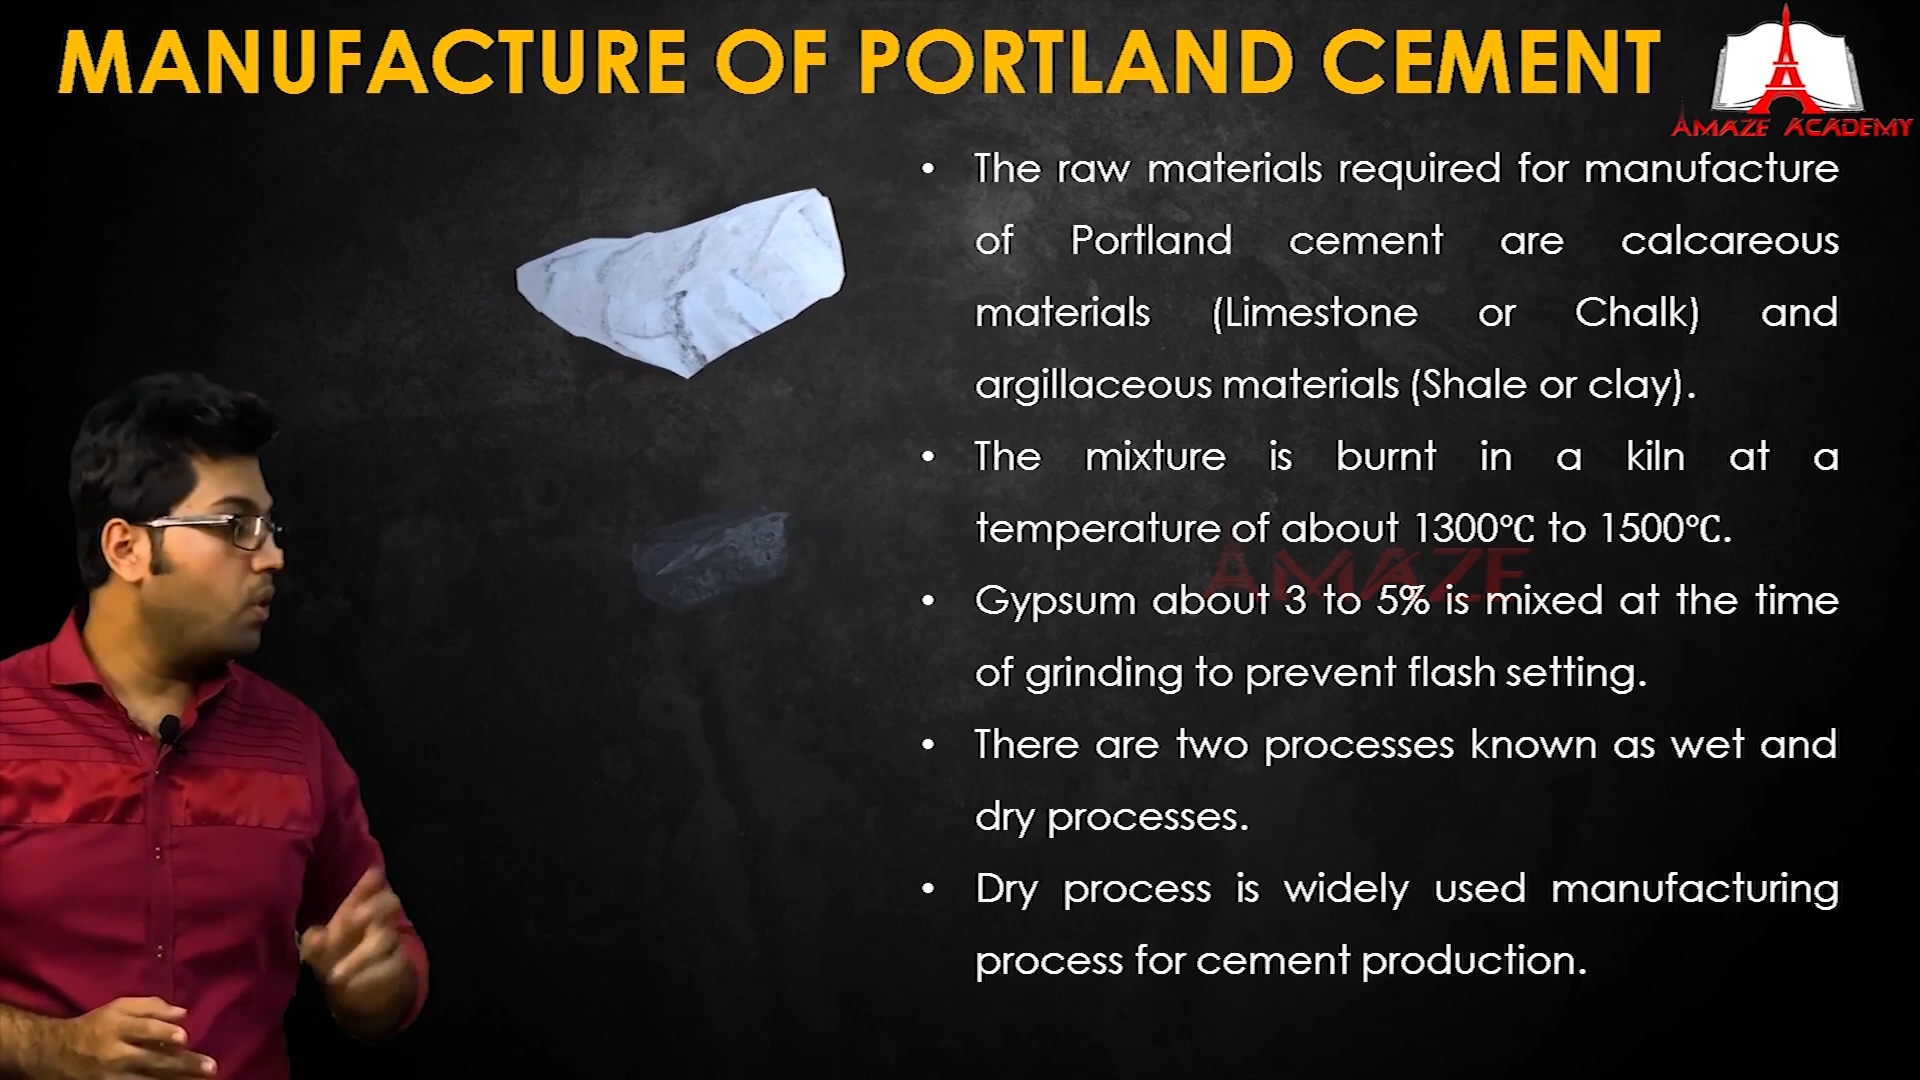 MANUFACTURE OF PORTLAND CEMENT
AMAZE ACADEMY
• The raw materials required for manufacture
of Portland cement are calcareous
materials (Limestone or Chalk) and
argillaceous materials (Shale or clay).
• The mixture is burnt in a kiln at a
temperature of about 1300℃ to 1500℃.
AMAZE
• Gypsum about 3 to 5% is mixed at the time
of grinding to prevent flash setting.
• There are two processes known as wet and
dry processes.
• Dry process is widely used manufacturing
process for cement production.